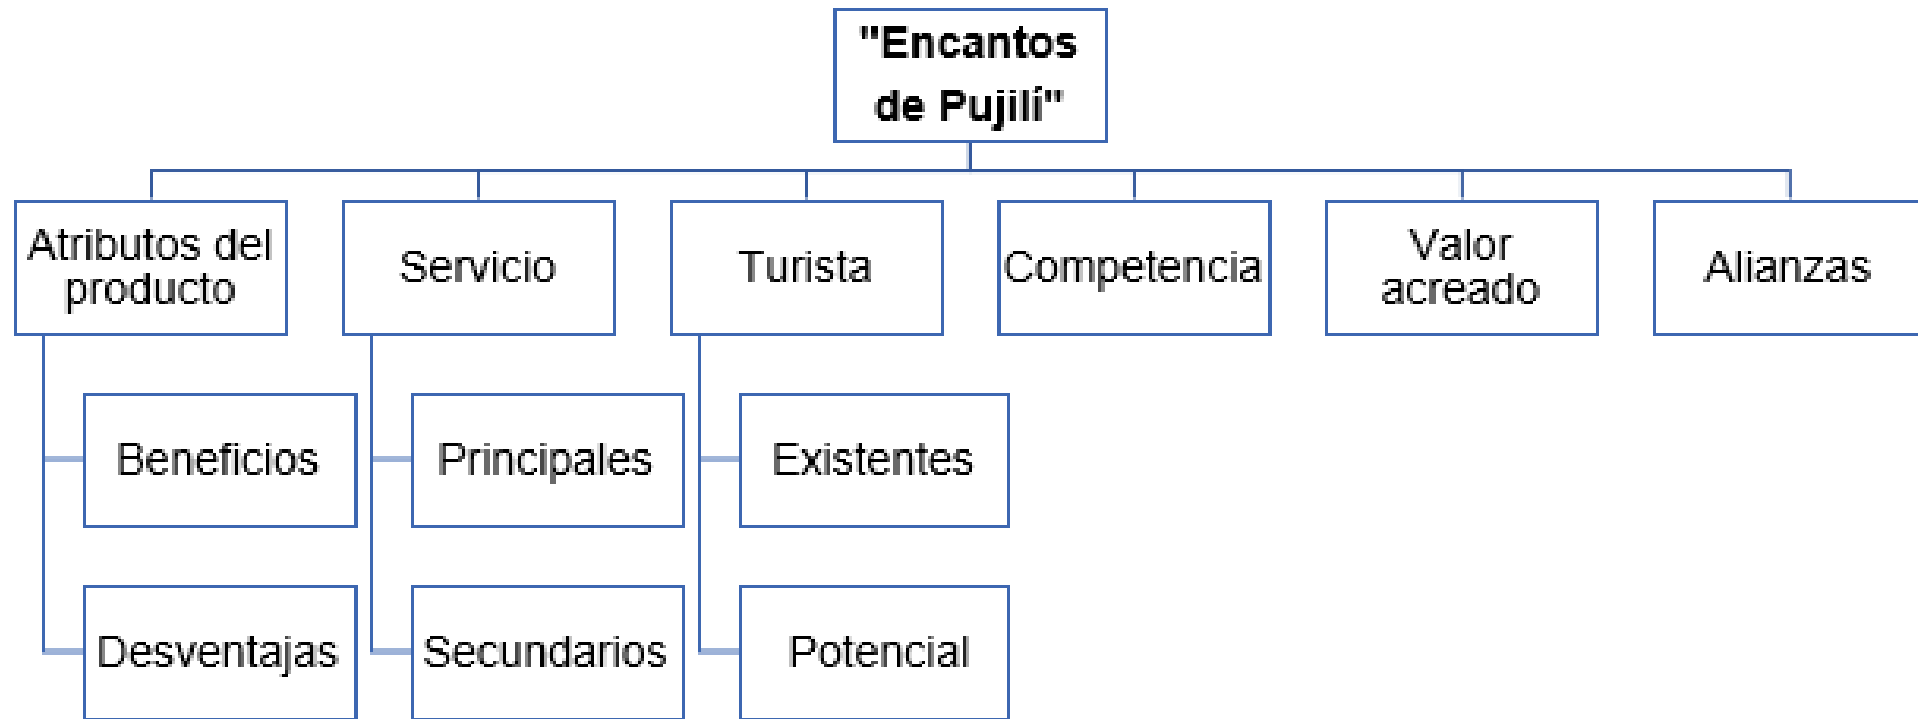 "Encantos
de Pujilí"
Atributos del
producto
Servicio
Turista
Competencia
Valor
acreado
Alianzas
Beneficios
Principales
Existentes
Desventajas
Secundarios
Potencial